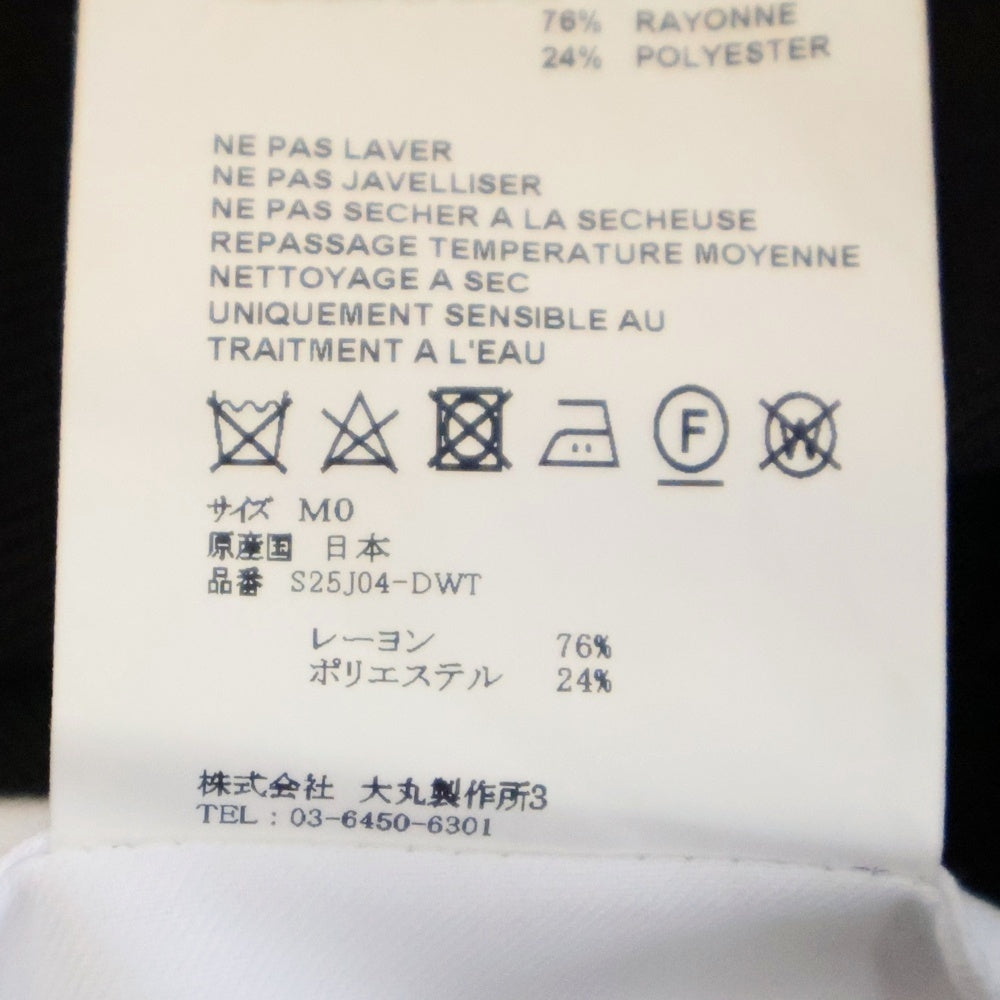 76% RAYONNE
24% POLYESTER
NE PAS LAVER
NE PAS JAVELLISER
NE PAS SECHER A LA SECHEUSE
REPASSAGE TEMPERATURE MOYENNE
NETTOYAGE A SEC
UNIQUEMENT SENSIBLE AU
TRAITMENT A L'EAU
F W
サイズ M0
原産国 日本
品番 S25J04-DWT
レーヨン 76%
ポリエステル 24%
株式会社 大丸製作所3
TEL : 03-6450-6301